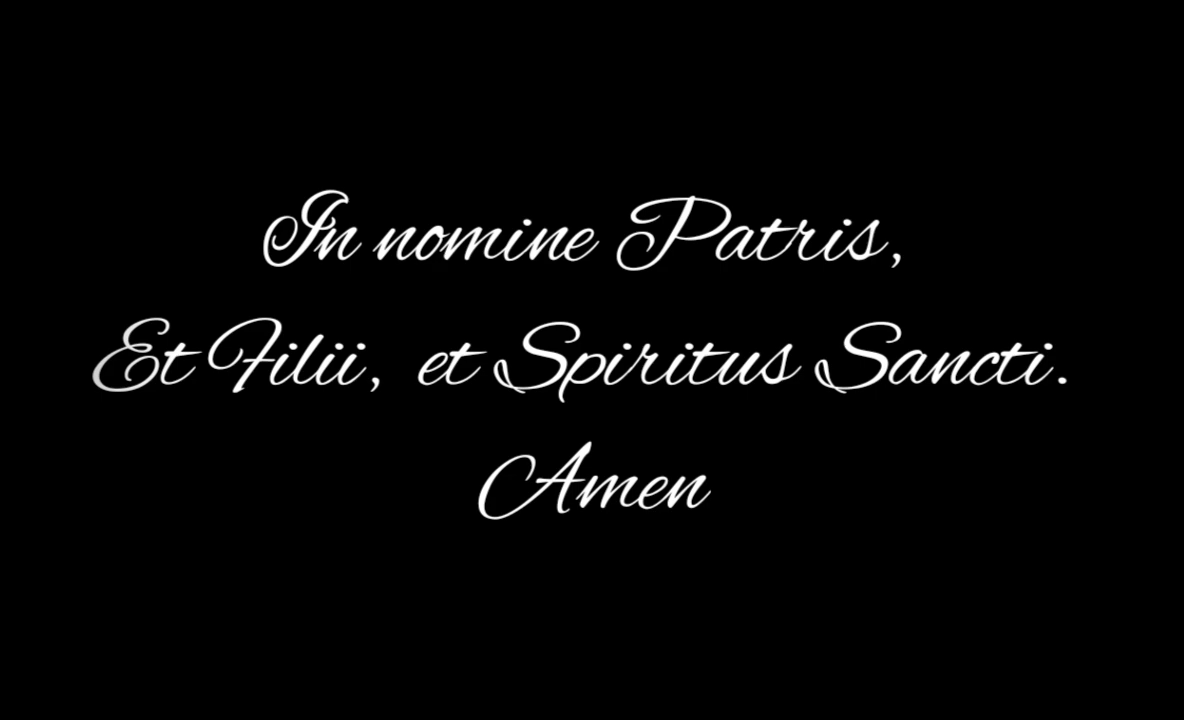 In nomine Patris,
Et Filii, et Spiritus Sancti.
Amen